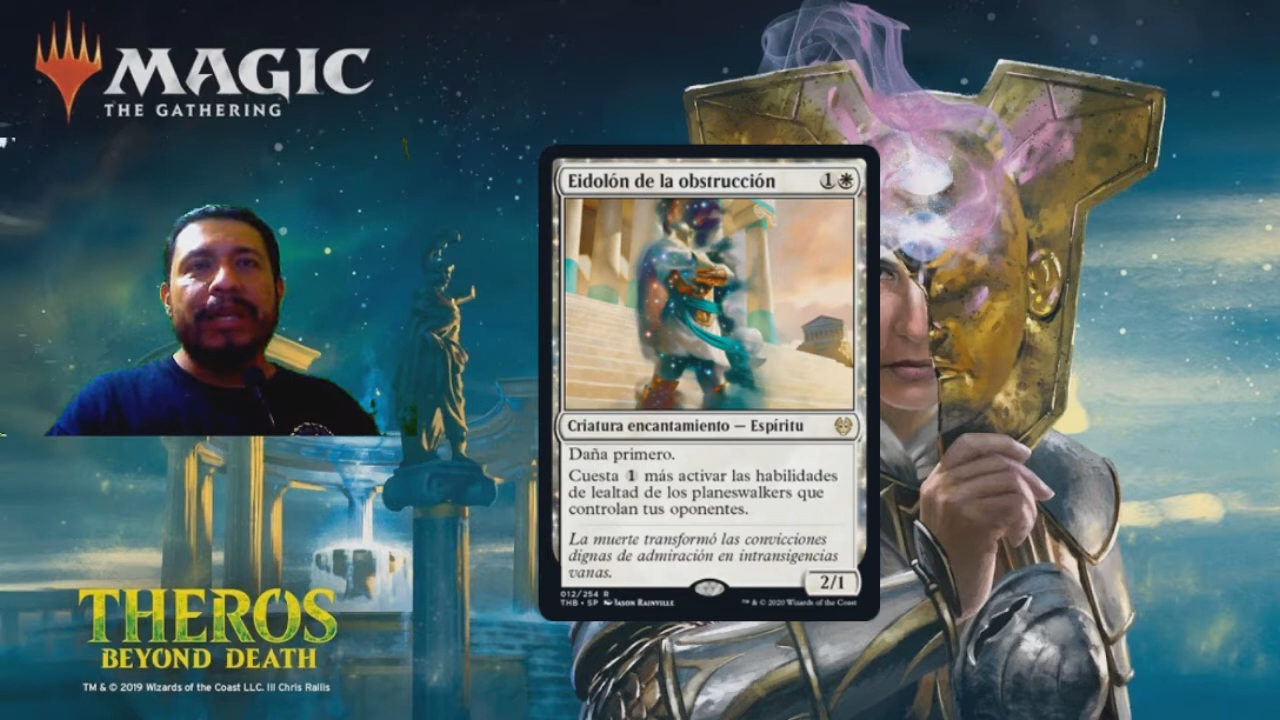 MAGIC
THE GATHERING
Eidolón de la obstrucción 1
Criatura encantamiento — Espíritu
Daña primero.
Cuesta 1 más activar las habilidades
de lealtad de los planeswalkers que
controlan tus oponentes.
La muerte transformó las convicciones
dignas de admiración en intransigencias
vanas.
2/1
012/254 R
THB • SP JASON RAINVILLE
™ & © 2020 Wizards of the Coast
THEROS
BEYOND DEATH
TM & © 2019 Wizards of the Coast LLC. Ill Chris Rallis